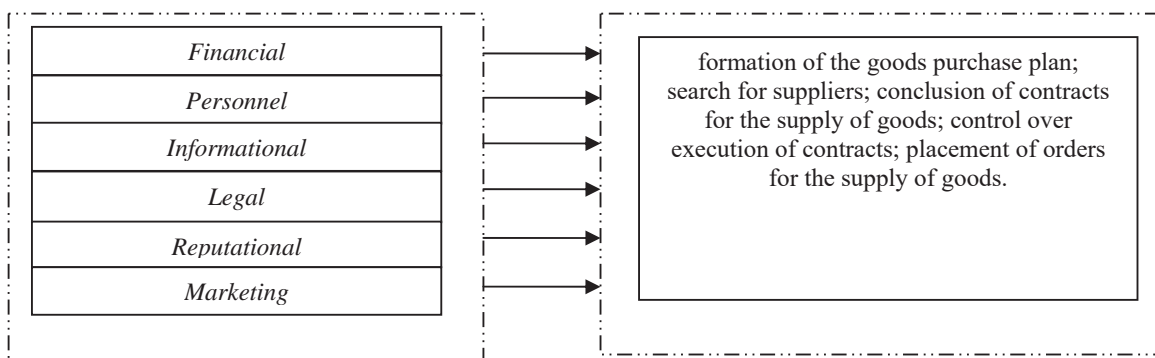 Financial
Personnel
Informational
Legal
Reputational
Marketing
formation of the goods purchase plan;
search for suppliers; conclusion of contracts
for the supply of goods; control over
execution of contracts; placement of orders
for the supply of goods.